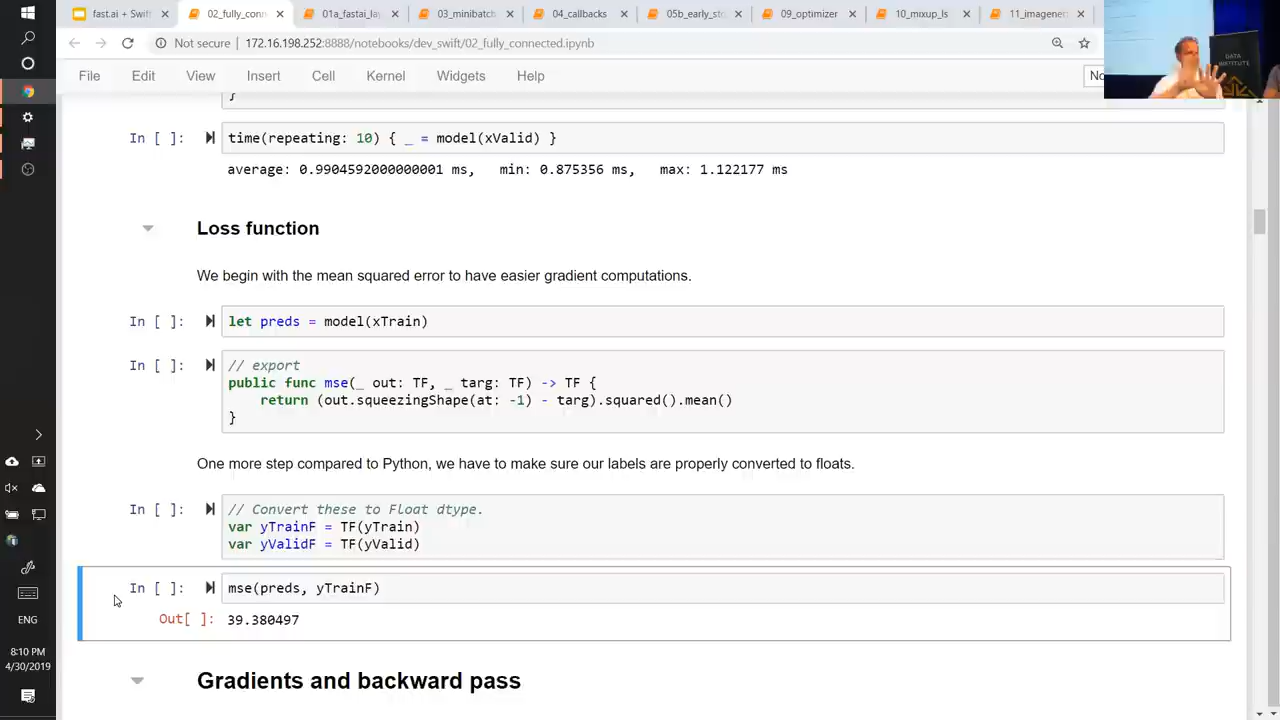 fast.ai + Swift
02_fully_conn
01a_fastai_lay
03_minibatch
04_callbacks
05b_early_sto
09_optimizer
10_mixup_ls
11_imagenett
Not secure
172.16.198.252:8888/notebooks/dev_swift/02_fully_connected.ipynb
File
Edit
View
Insert
Cell
Kernel
Widgets
Help
No
DATA
INSTITUTE
}
In [ ]:
time(repeating: 10) { _ = model(xValid) }
average: 0.9904592000000001 ms,   min: 0.875356 ms,   max: 1.122177 ms
Loss function
We begin with the mean squared error to have easier gradient computations.
In [ ]:
let preds = model(xTrain)
In [ ]:
// export
public func mse(_ out: TF, _ targ: TF) -> TF {
    return (out.squeezingShape(at: -1) - targ).squared().mean()
}
One more step compared to Python, we have to make sure our labels are properly converted to floats.
In [ ]:
// Convert these to Float dtype.
var yTrainF = TF(yTrain)
var yValidF = TF(yValid)
In [ ]:
mse(preds, yTrainF)
Out[ ]:
39.380497
Gradients and backward pass
ENG
8:10 PM
4/30/2019